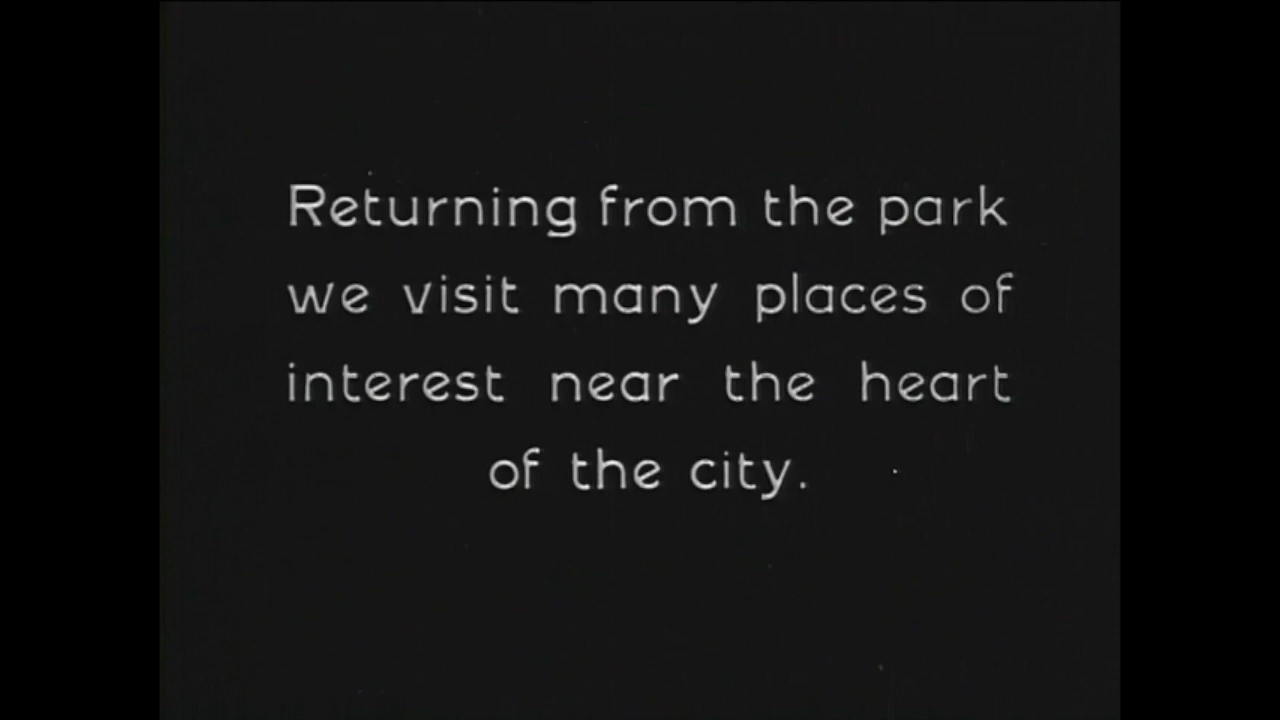 Returning from the park
we visit many places of
interest near the heart
of the city.